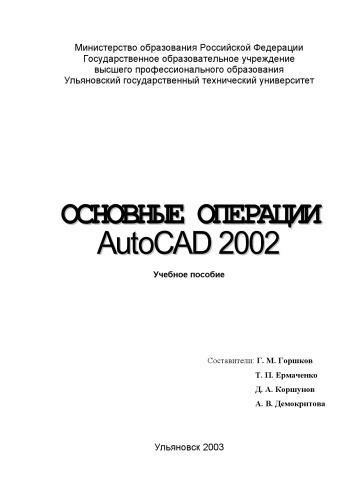 Министерство образования Российской Федерации
Государственное образовательное учреждение
высшего профессионального образования
Ульяновский государственный технический университет
ОСНОВНЫЕ ОПЕРАЦИИ
AutoCAD 2002
Учебное пособие
Составители: Г. М. Горшков
Т. П. Ермаченко
Д. А. Коршунов
А. В. Демокритова
Ульяновск 2003